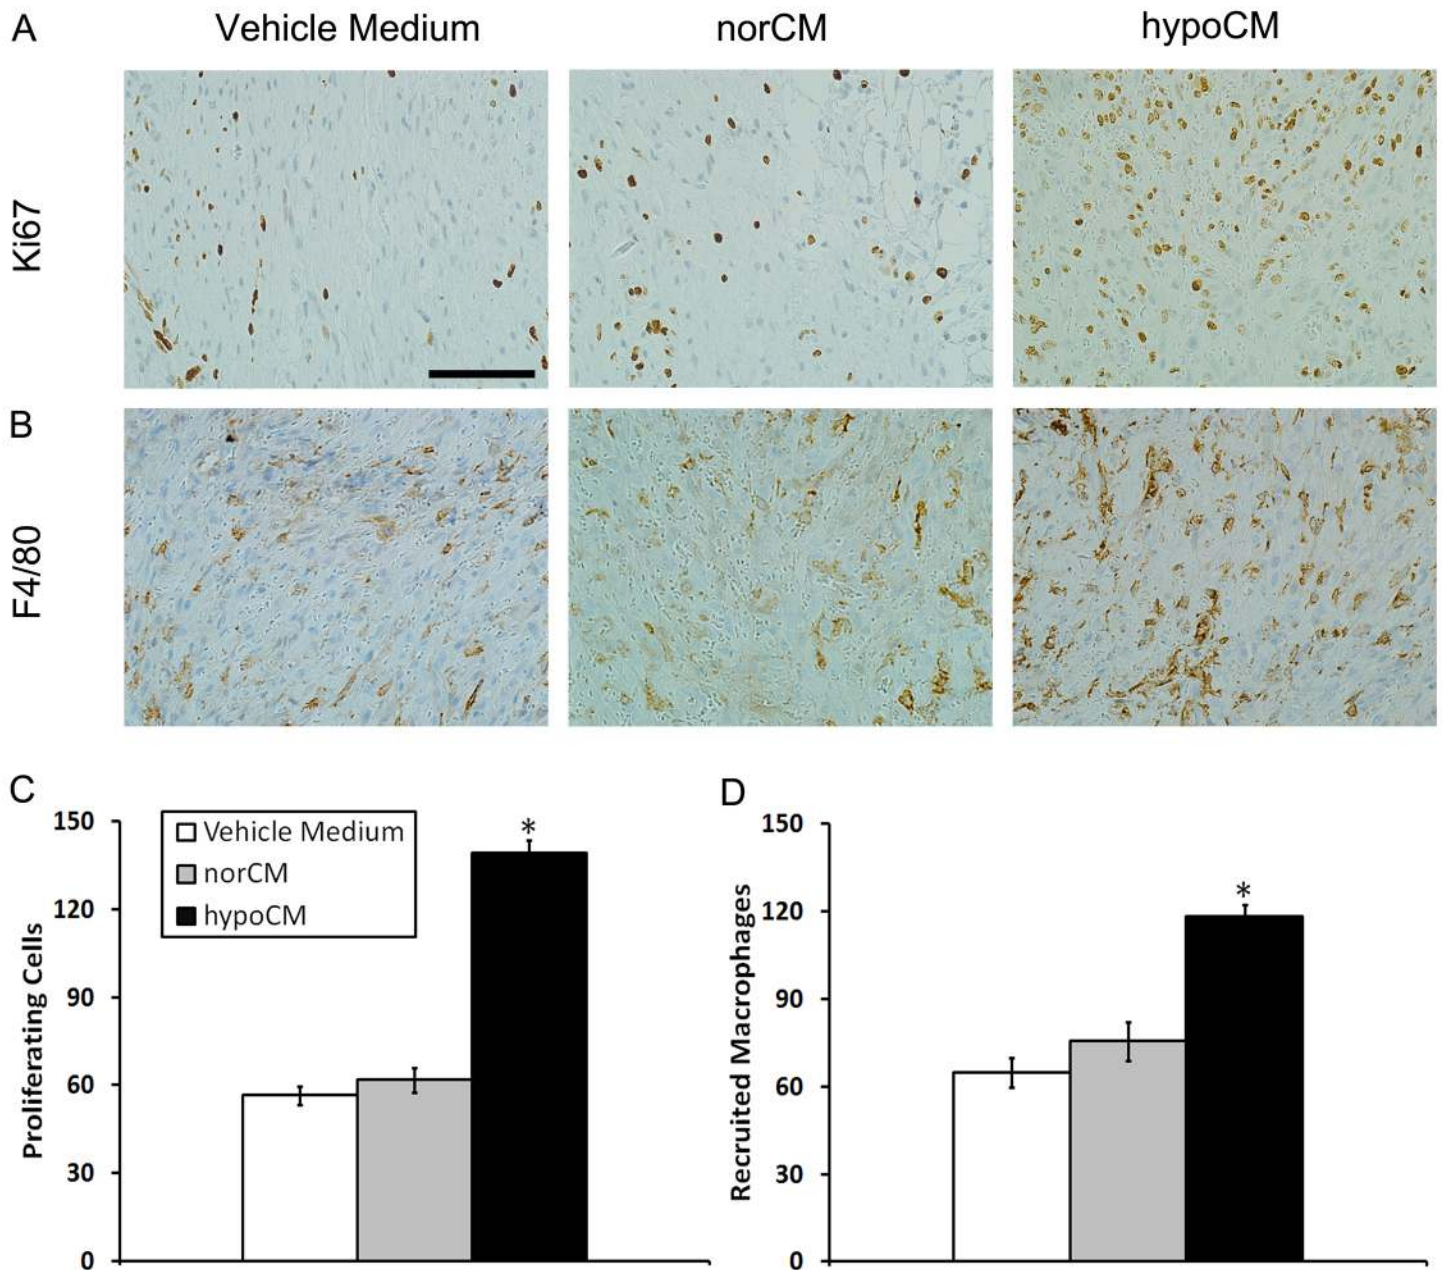 A
Vehicle Medium
norCM
hypoCM
Ki67
B
F4/80
C
150
120
90
60
30
0
Proliferating Cells
Vehicle Medium
norCM
hypoCM
*
D
150
120
90
60
30
0
Recruited Macrophages
*